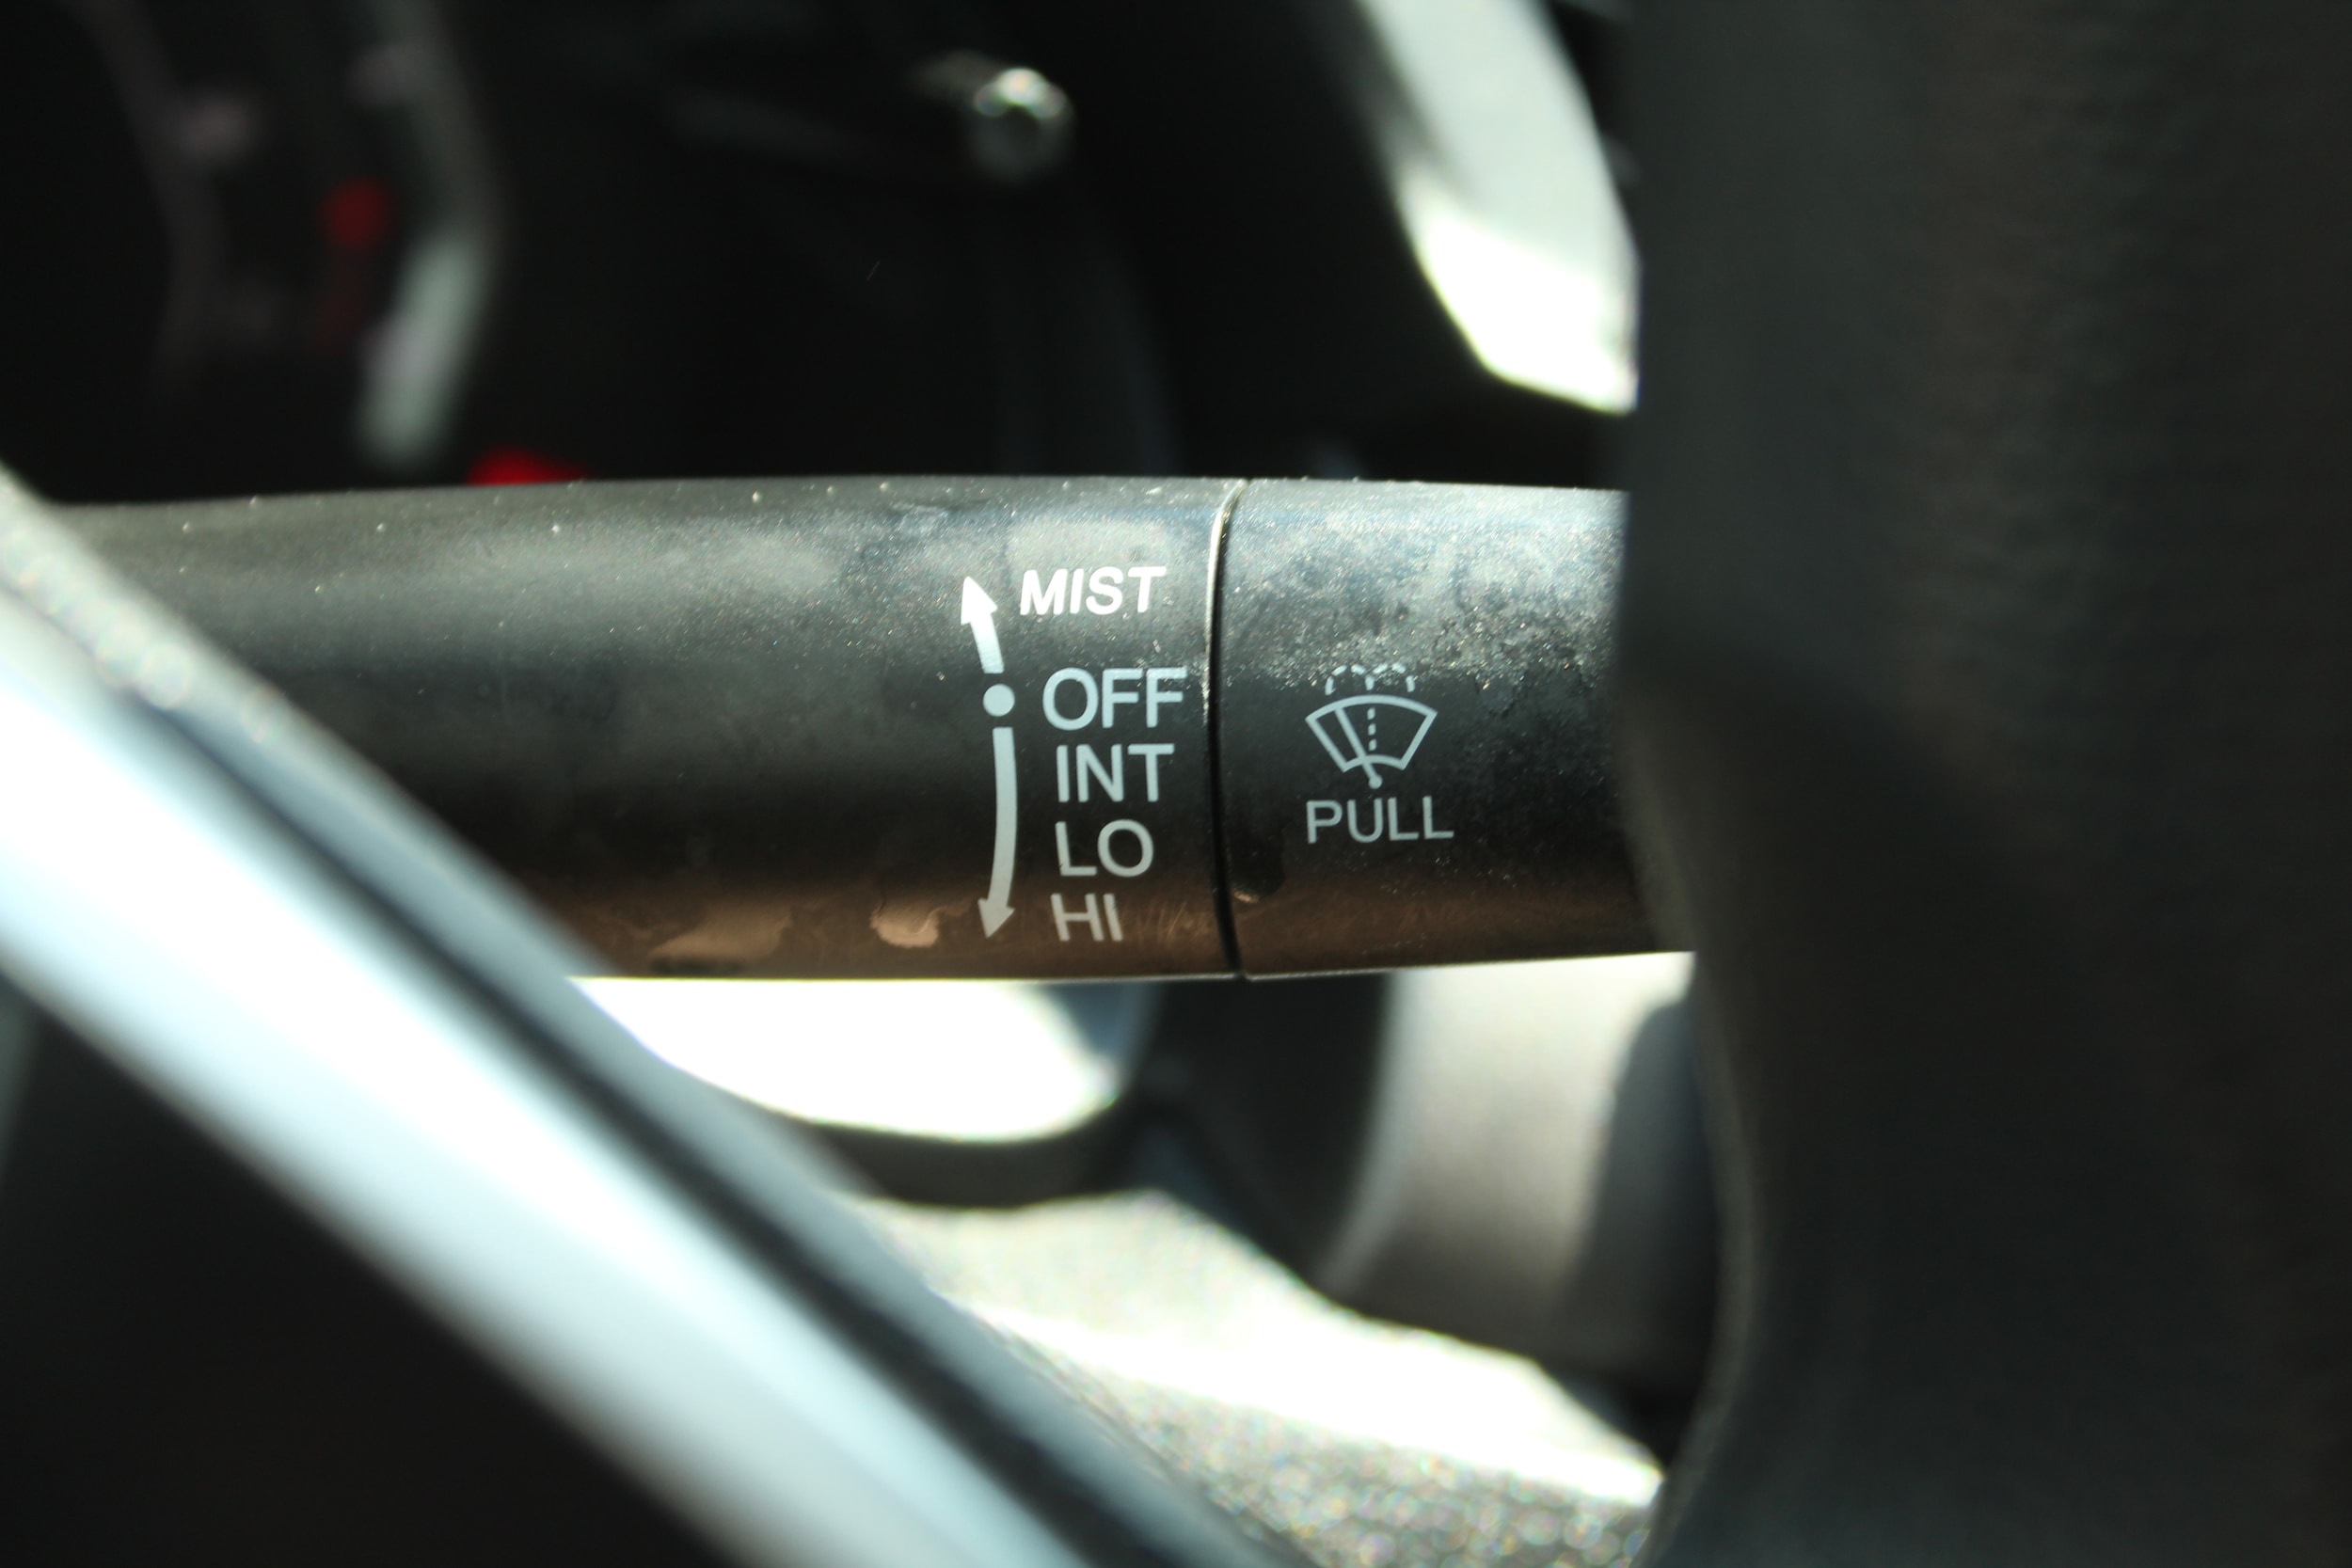 MIST
OFF
INT
LO
HI
PULL